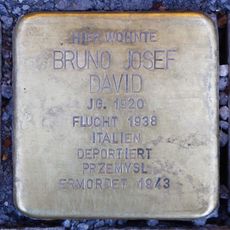 HIER WOHNTE
BRUNO JOSEF
DAVID
JG. 1920
FLUCHT 1938
ITALIEN
DEPORTIERT
PRZEMYSL
ERMORDET 1943